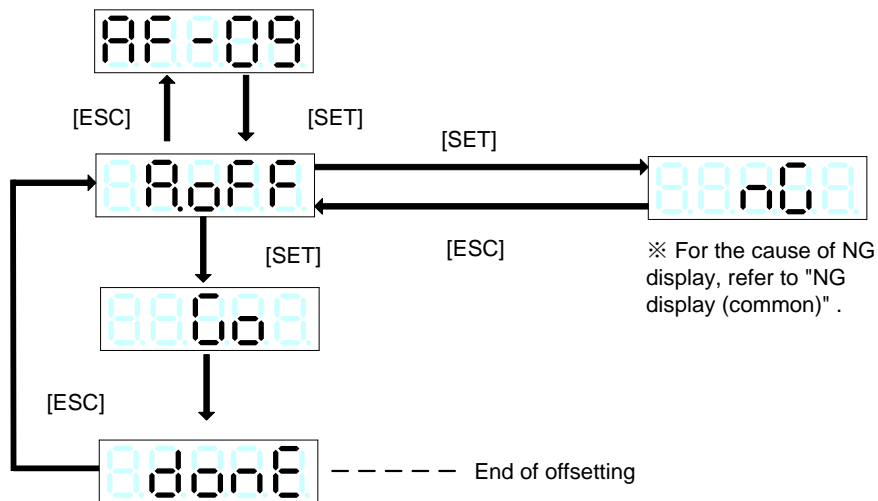 AF-09
[ESC]
[SET]
[SET]
A.oFF
nG
[SET]
[ESC]
※ For the cause of NG
display, refer to "NG
display (common)" .
Go
[ESC]
donE
End of offsetting